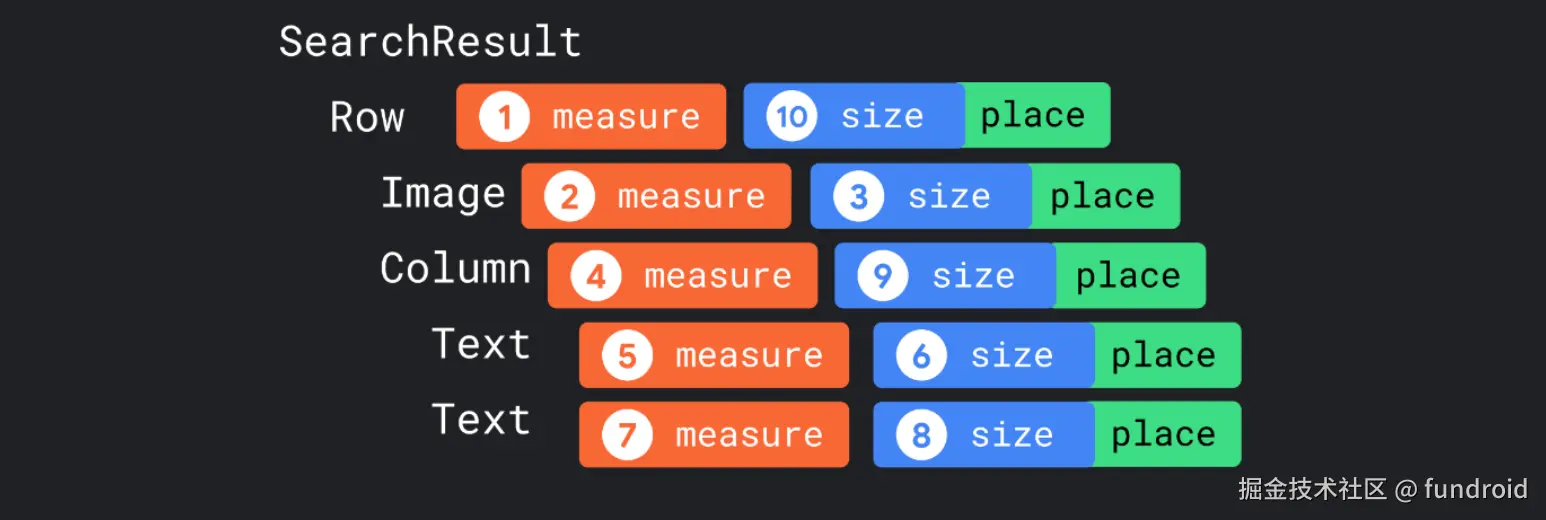 SearchResult
Row 1 measure 10 size place
Image 2 measure 3 size place
Column 4 measure 9 size place
Text 5 measure 6 size place
Text 7 measure 8 size place
掘金技术社区 @ fundroid